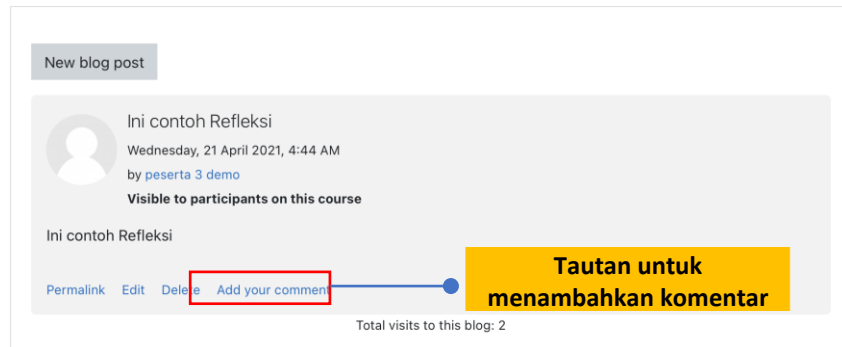 New blog post
Ini contoh Refleksi
Wednesday, 21 April 2021, 4:44 AM
by peserta 3 demo
Visible to participants on this course
Ini contoh Refleksi
Permalink Edit Delete Add your comment
Tautan untuk
menambahkan komentar
Total visits to this blog: 2